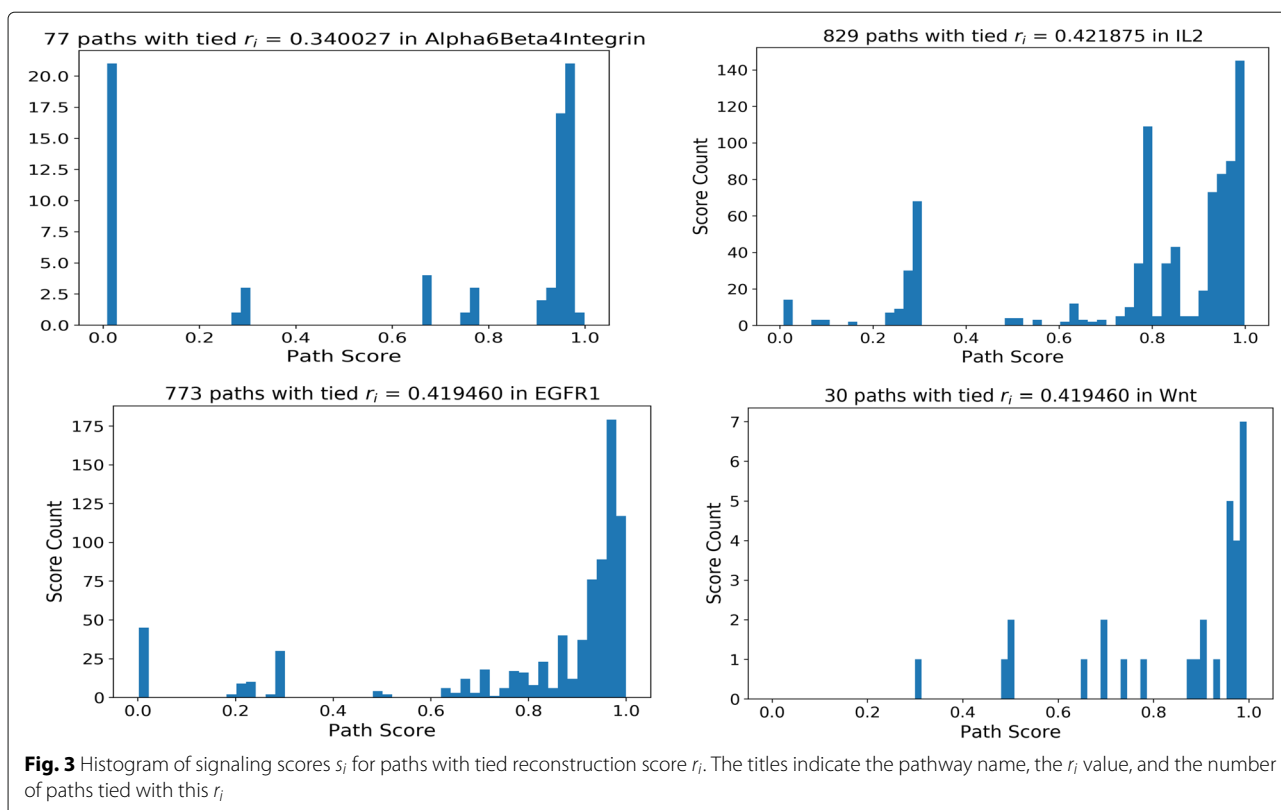 77 paths with tied rᵢ = 0.340027 in Alpha6Beta4Integrin
20.0
17.5
15.0
12.5
10.0
7.5
5.0
2.5
0.0
0.0 0.2 0.4 0.6 0.8 1.0
Path Score
829 paths with tied rᵢ = 0.421875 in IL2
Score Count
140
120
100
80
60
40
20
0
0.0 0.2 0.4 0.6 0.8 1.0
Path Score
773 paths with tied rᵢ = 0.419460 in EGFR1
Score Count
175
150
125
100
75
50
25
0
0.0 0.2 0.4 0.6 0.8 1.0
Path Score
30 paths with tied rᵢ = 0.419460 in Wnt
Score Count
7
6
5
4
3
2
1
0
0.0 0.2 0.4 0.6 0.8 1.0
Path Score
Fig. 3 Histogram of signaling scores sᵢ for paths with tied reconstruction score rᵢ. The titles indicate the pathway name, the rᵢ value, and the number
of paths tied with this rᵢ